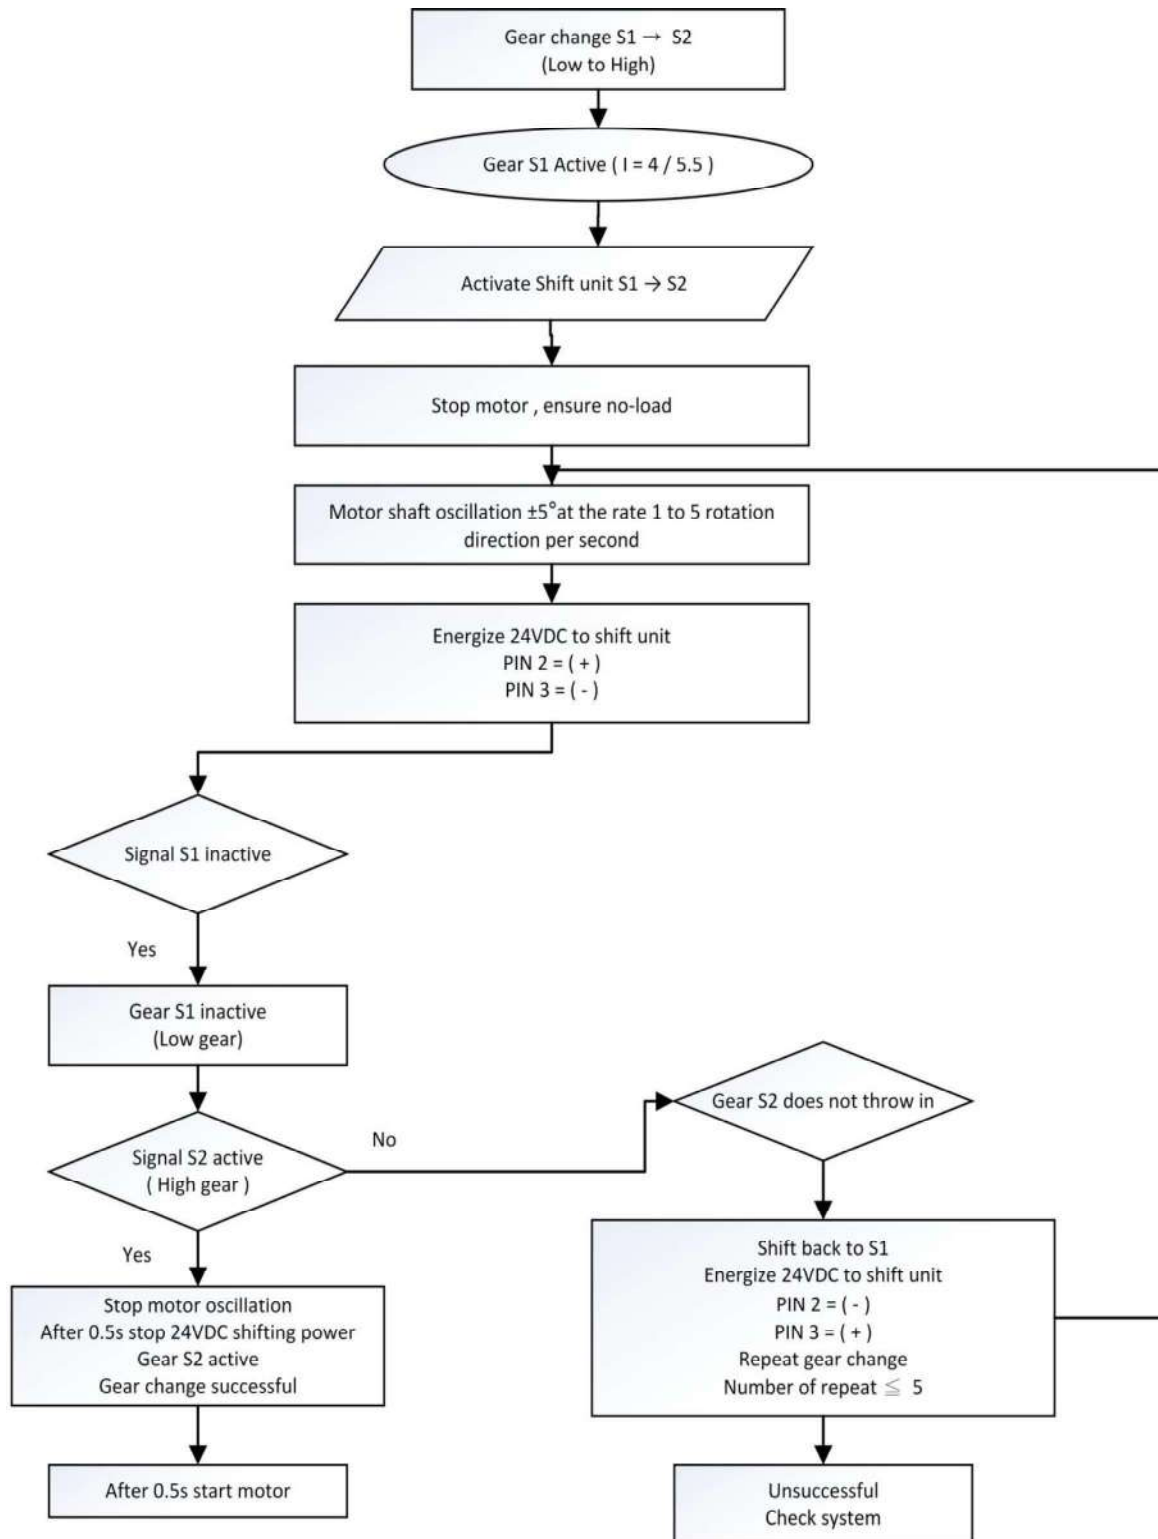 Gear change S1 → S2
(Low to High)
Gear S1 Active ( I = 4 / 5.5 )
Activate Shift unit S1 → S2
Stop motor , ensure no-load
Motor shaft oscillation ±5°at the rate 1 to 5 rotation
direction per second
Energize 24VDC to shift unit
PIN 2 = ( + )
PIN 3 = ( - )
Signal S1 inactive
Yes
Gear S1 inactive
(Low gear)
Signal S2 active
( High gear )
No
Gear S2 does not throw in
Yes
Stop motor oscillation
After 0.5s stop 24VDC shifting power
Gear S2 active
Gear change successful
After 0.5s start motor
Shift back to S1
Energize 24VDC to shift unit
PIN 2 = ( - )
PIN 3 = ( + )
Repeat gear change
Number of repeat ≦ 5
Unsuccessful
Check system